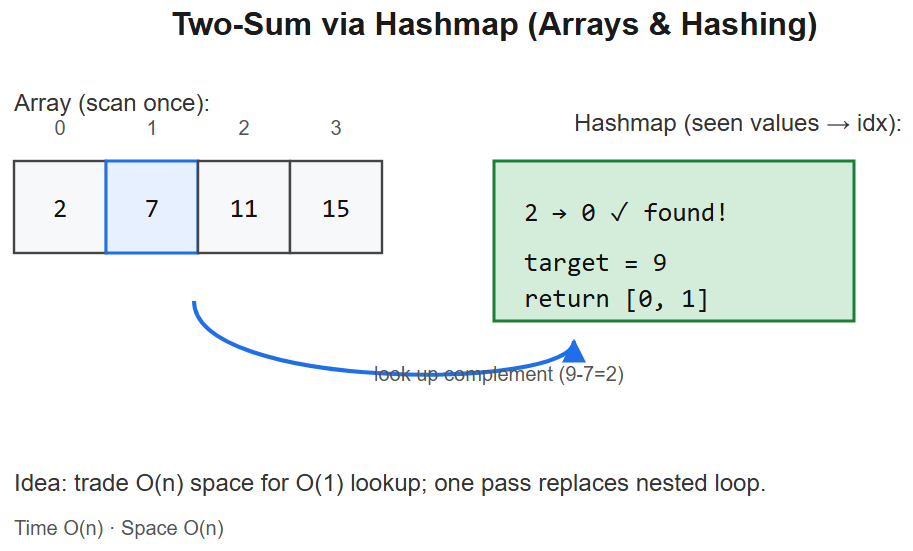 Two-Sum via Hashmap (Arrays & Hashing)
Array (scan once):
0 1 2 3
2 7 11 15
Hashmap (seen values → idx):
2 → 0 ✓ found!
target = 9
return [0, 1]
look up complement (9-7=2)
Idea: trade O(n) space for O(1) lookup; one pass replaces nested loop.
Time O(n) · Space O(n)